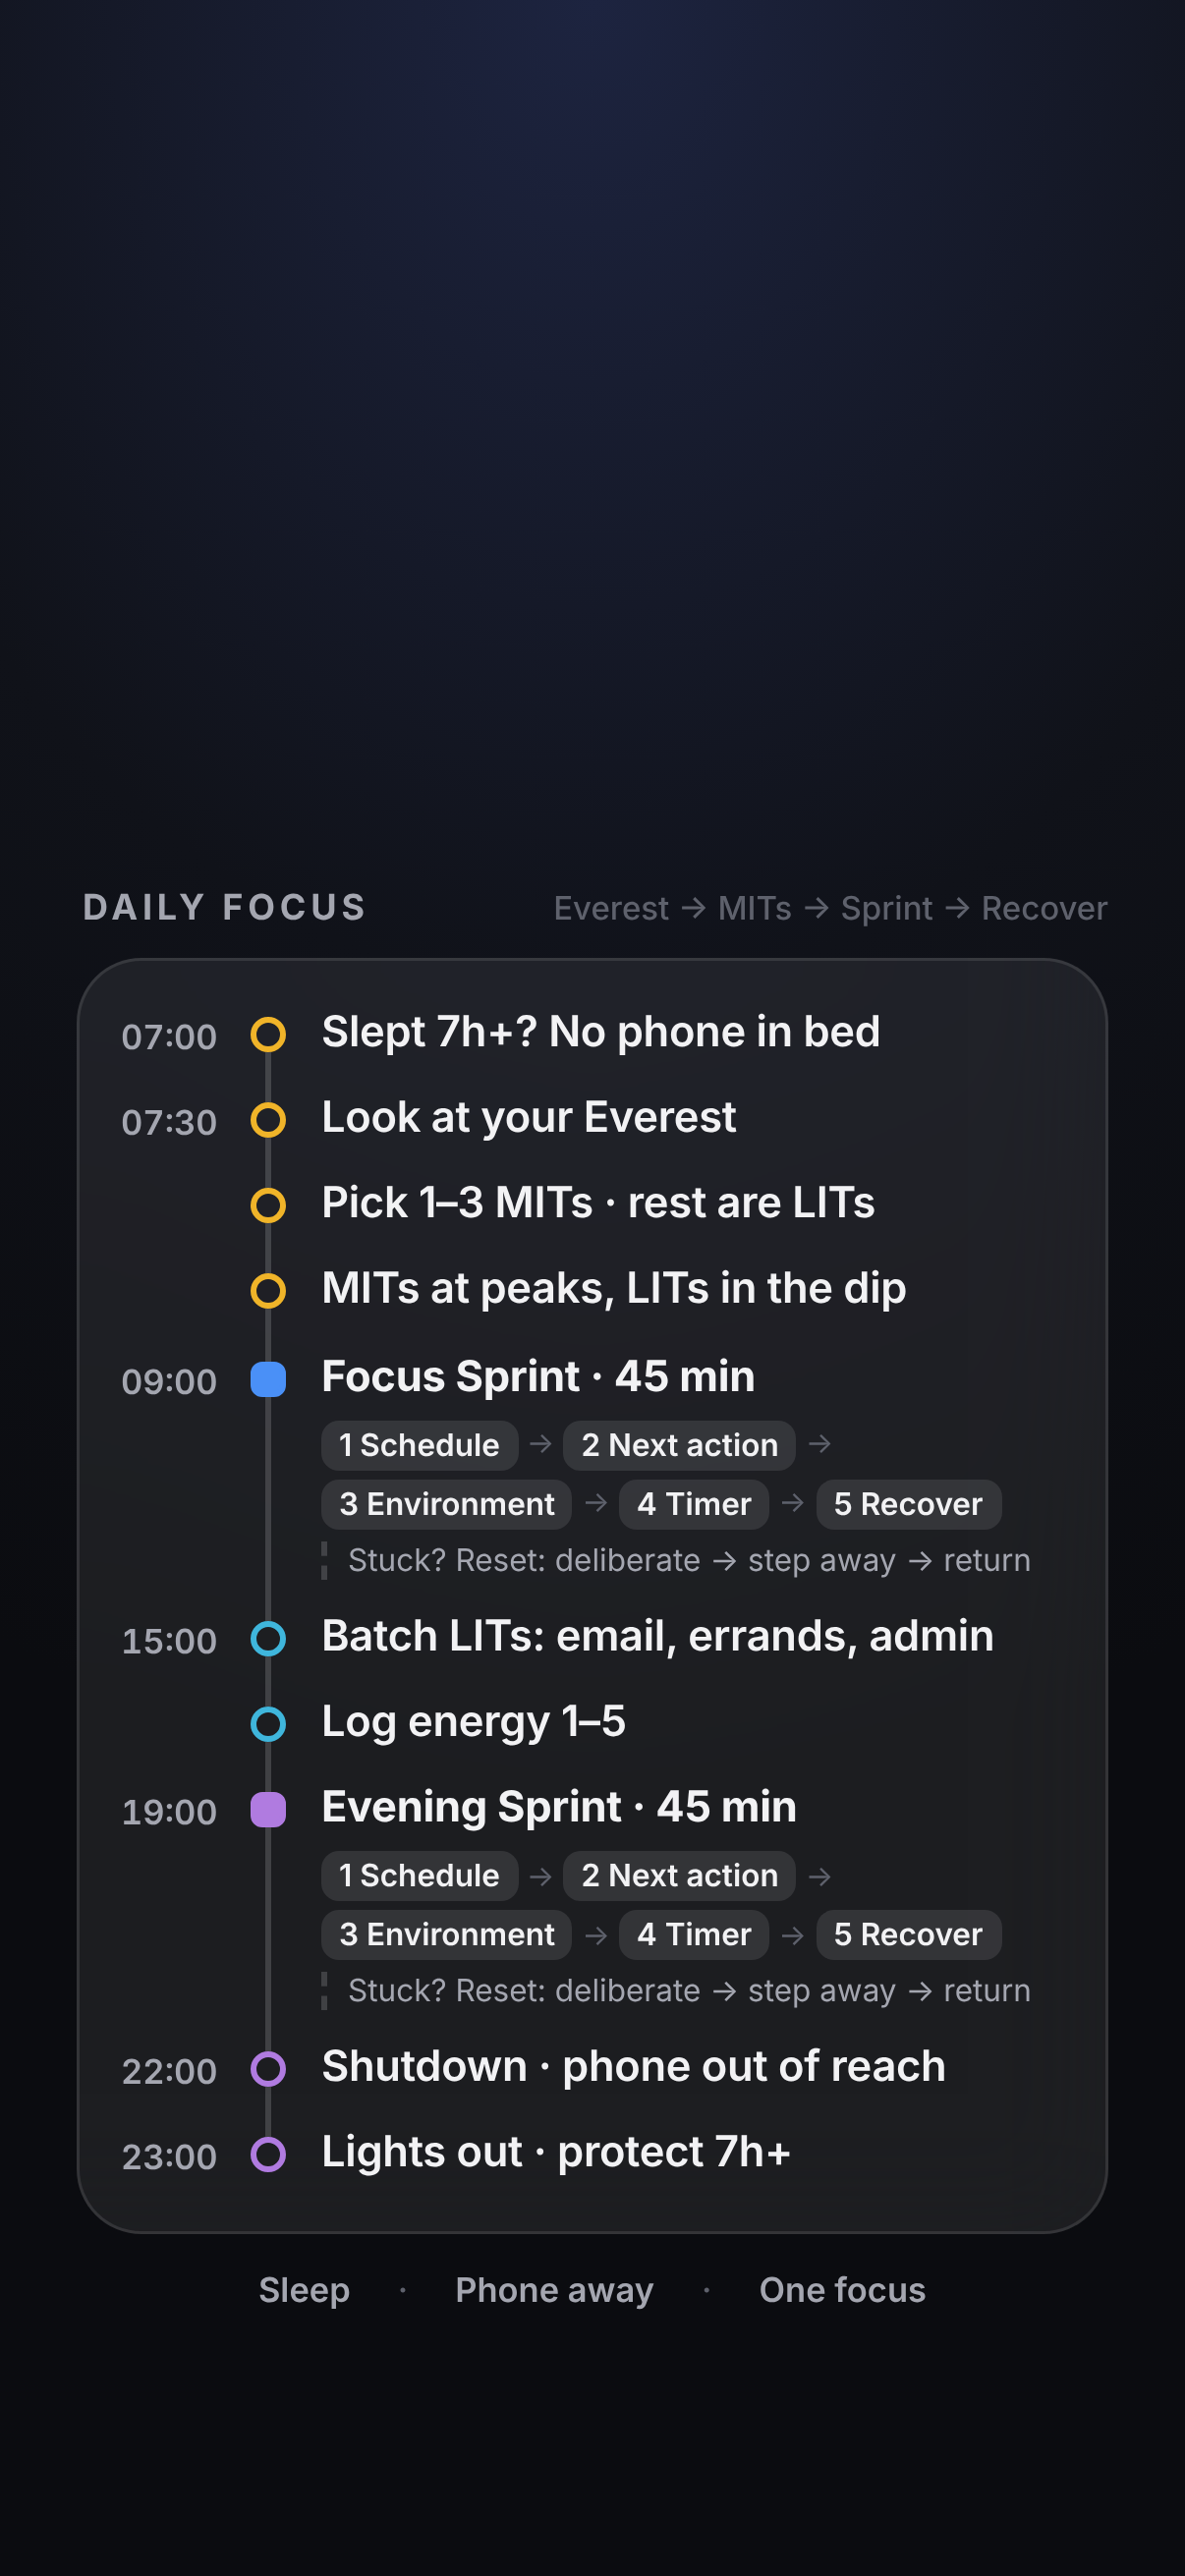 DAILY FOCUS Everest → MITs → Sprint → Recover
07:00 Slept 7h+? No phone in bed
07:30 Look at your Everest
Pick 1–3 MITs · rest are LITs
MITs at peaks, LITs in the dip
09:00 Focus Sprint · 45 min
1 Schedule → 2 Next action →
3 Environment → 4 Timer → 5 Recover
Stuck? Reset: deliberate → step away → return
15:00 Batch LITs: email, errands, admin
Log energy 1–5
19:00 Evening Sprint · 45 min
1 Schedule → 2 Next action →
3 Environment → 4 Timer → 5 Recover
Stuck? Reset: deliberate → step away → return
22:00 Shutdown · phone out of reach
23:00 Lights out · protect 7h+
Sleep · Phone away · One focus